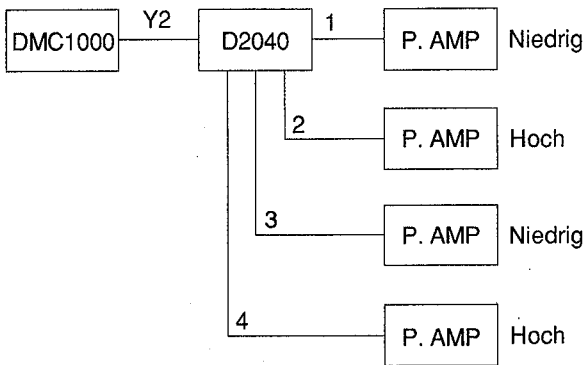 Y2
1
DMC1000
D2040
P. AMP
Niedrig
2
P. AMP
Hoch
3
P. AMP
Niedrig
4
P. AMP
Hoch